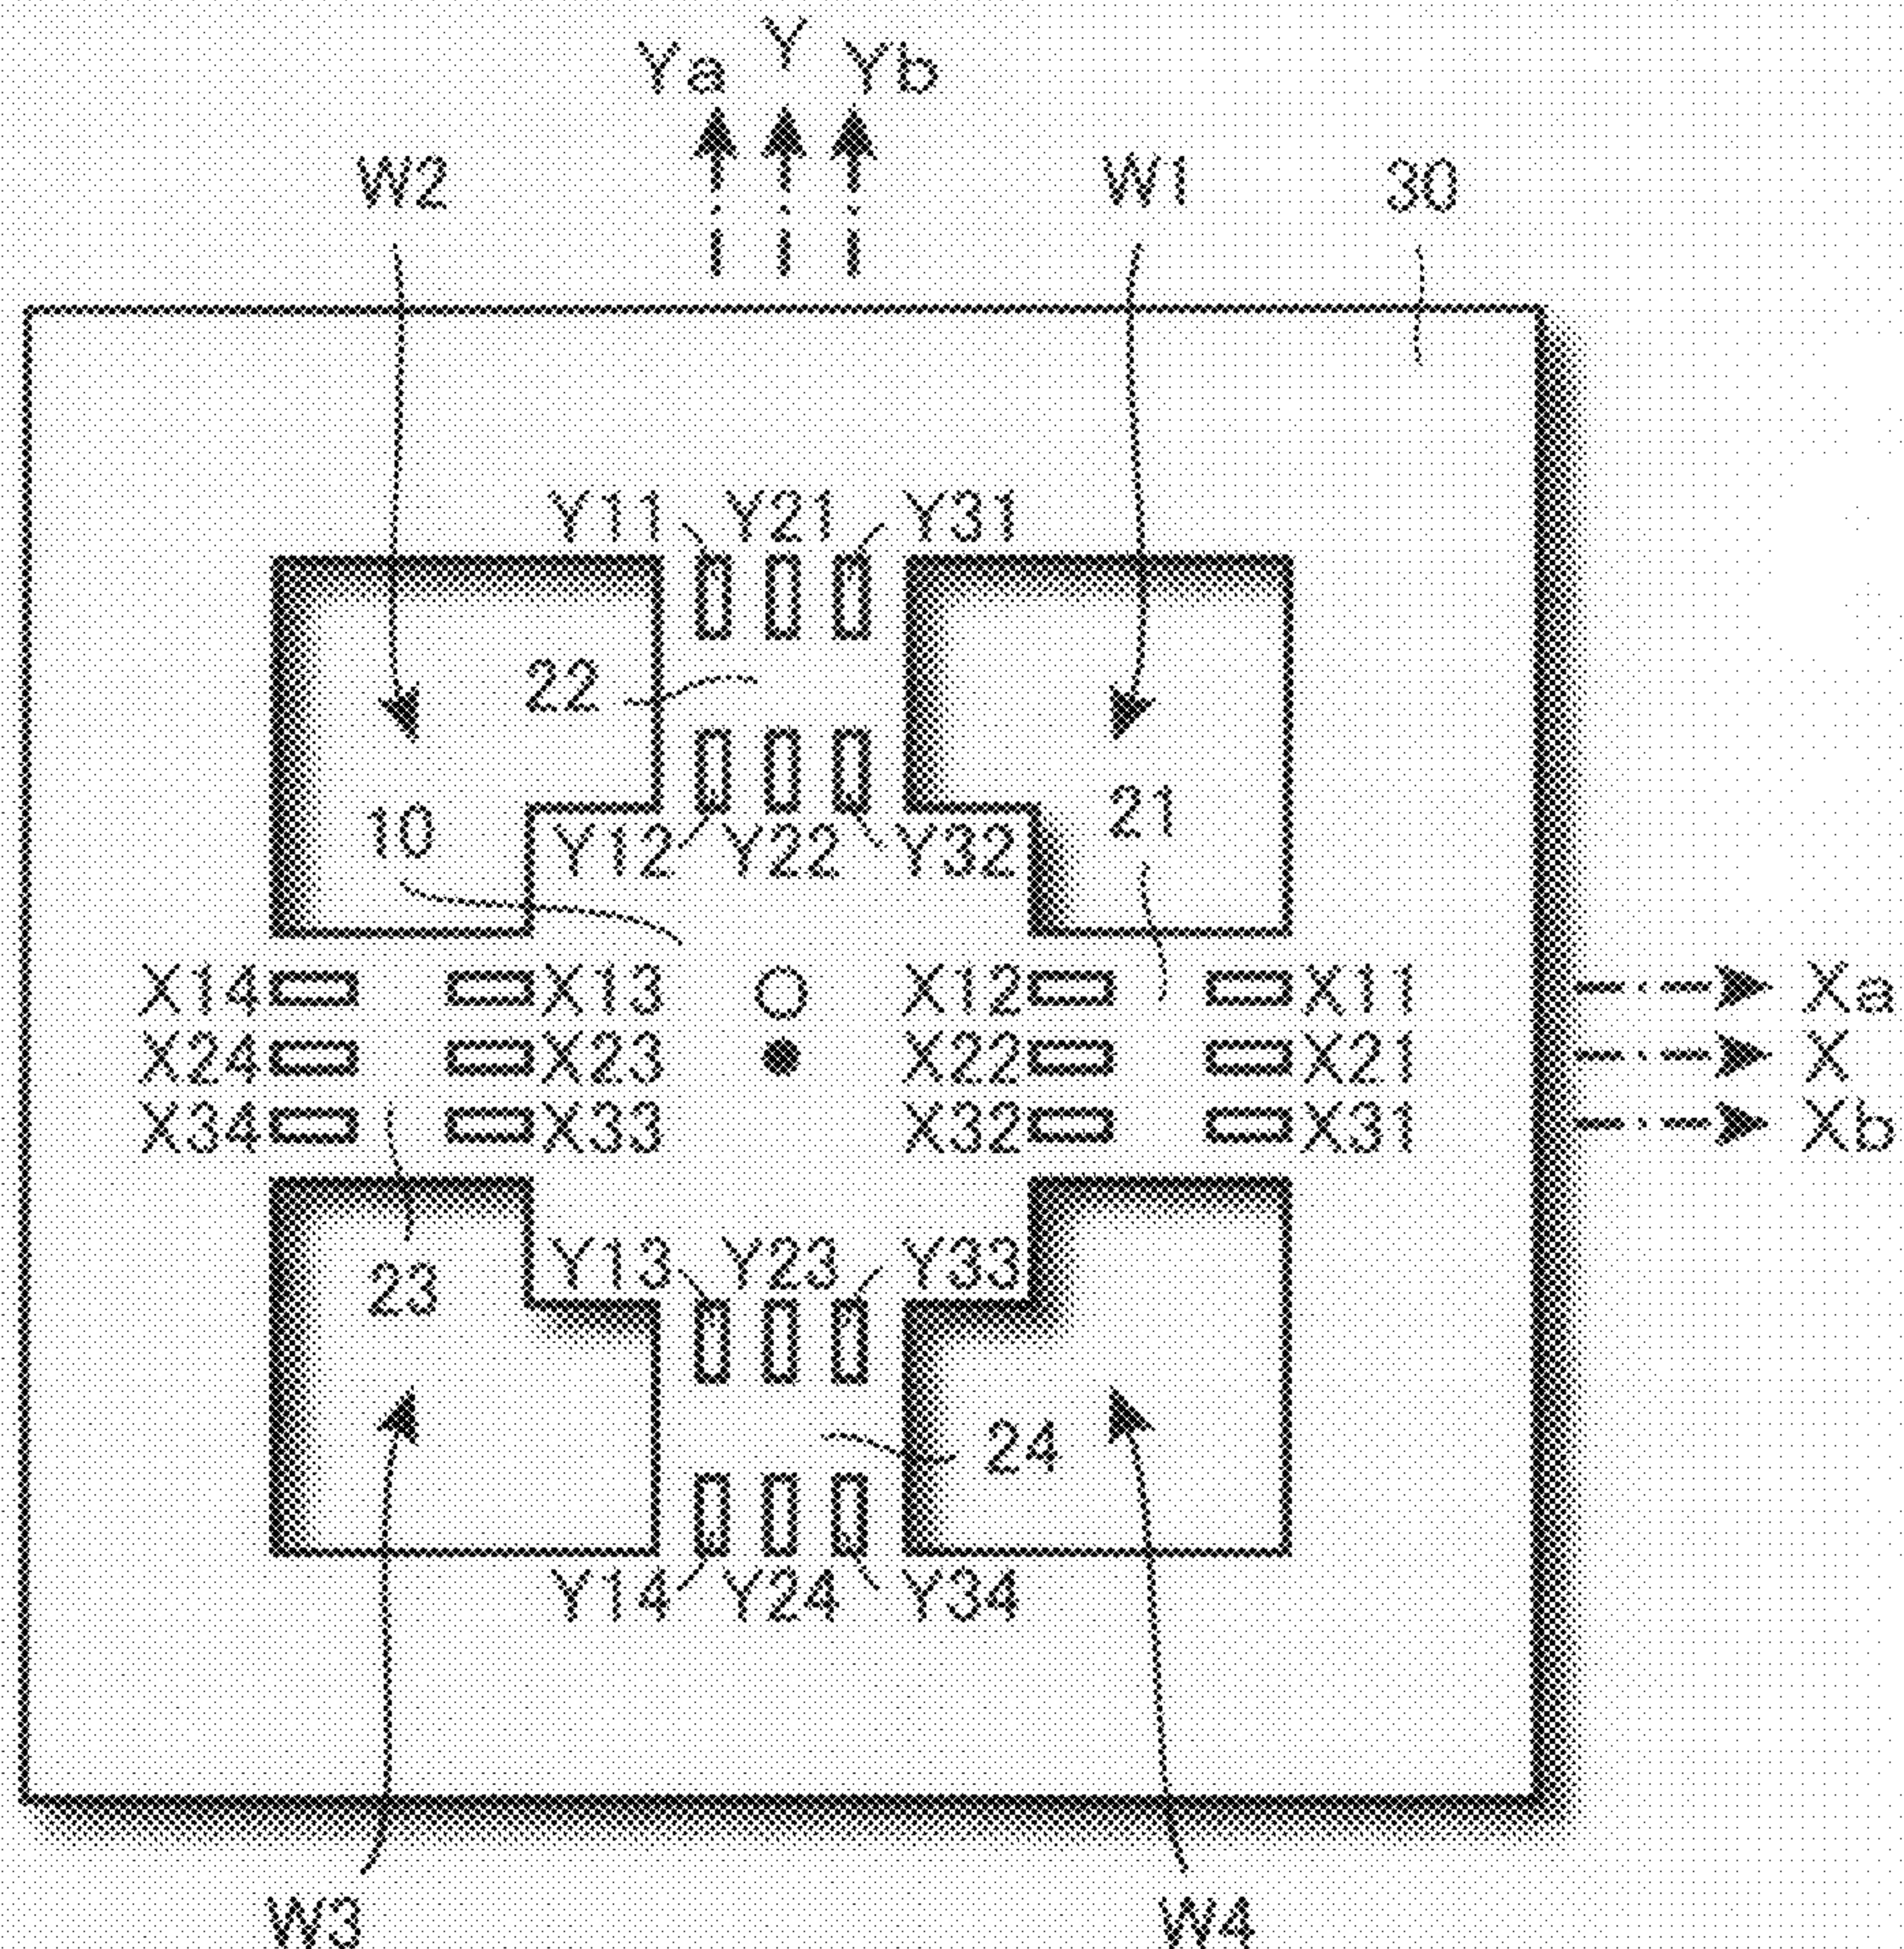 Ya Y Yb
W2 W1 30
Y11 Y21 Y31
22
10 21
Y12 Y22 Y32
X14 X13 X12 X11 Xa
X24 X23 X22 X21 X
X34 X33 X32 X31 Xb
Y13 Y23 Y33
23
24
Y14 Y24 Y34
W3 W4